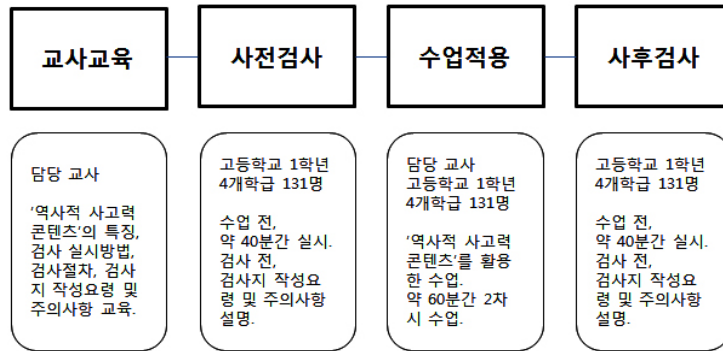 교사교육
사전검사
수업적용
사후검사
담당 교사
'역사적 사고력
콘텐츠'의 특징,
검사 실시방법,
검사절차, 검사
지 작성요령 및
주의사항 교육.
고등학교 1학년
4개학급 131명
수업 전,
약 40분간 실시.
검사 전,
검사지 작성요
령 및 주의사항
설명.
담당 교사
고등학교 1학년
4개학급 131명
'역사적 사고력
콘텐츠'를 활용
한 수업.
약 60분간 2차
시 수업.
고등학교 1학년
4개학급 131명
수업 전,
약 40분간 실시.
검사 전,
검사지 작성요
령 및 주의사항
설명.